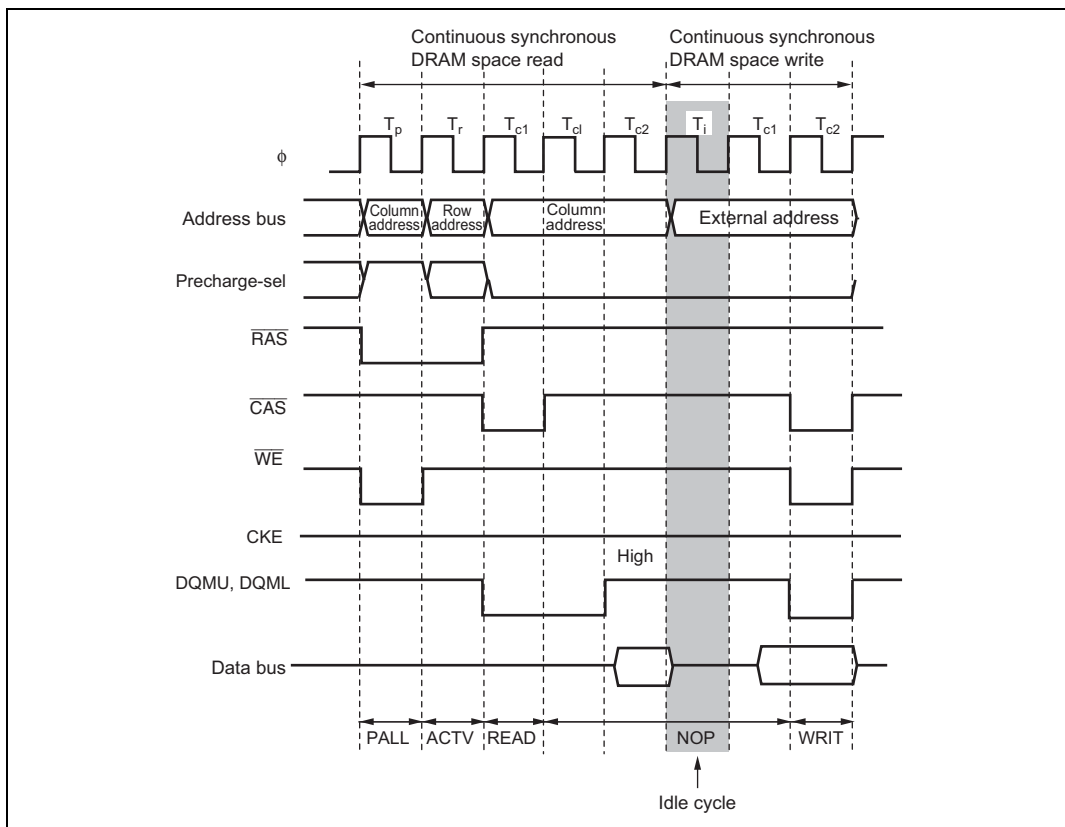 Continuous synchronous
DRAM space read
Continuous synchronous
DRAM space write
Tp
Tr
Tc1
Tcl
Tc2
Ti
Tc1
Tc2
ϕ
Address bus
Column
address
Row
address
Column
address
External address
Precharge-sel
RAS
CAS
WE
CKE
High
DQMU, DQML
Data bus
PALL
ACTV
READ
NOP
WRIT
Idle cycle